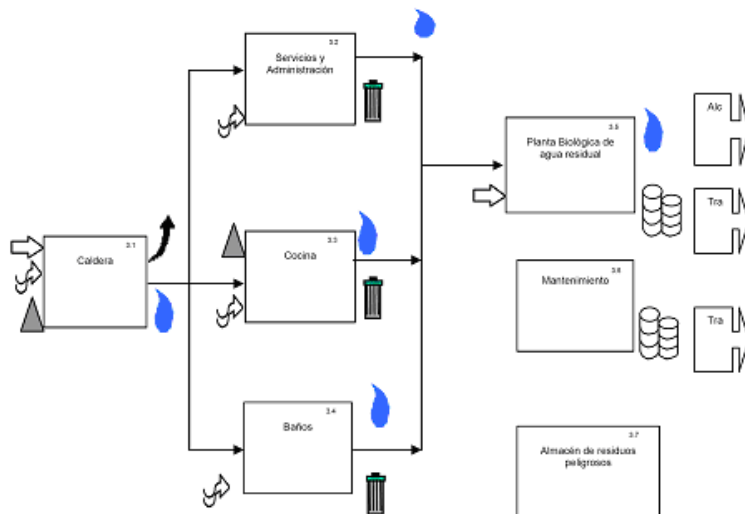 3.2
Servicios y
Administración
3.1
Caldera
3.3
Cocina
3.4
Baños
3.5
Planta Biológica de
agua residual
Alc
Tra
3.6
Mantenimiento
Tra
3.7
Almacén de residuos
peligrosos